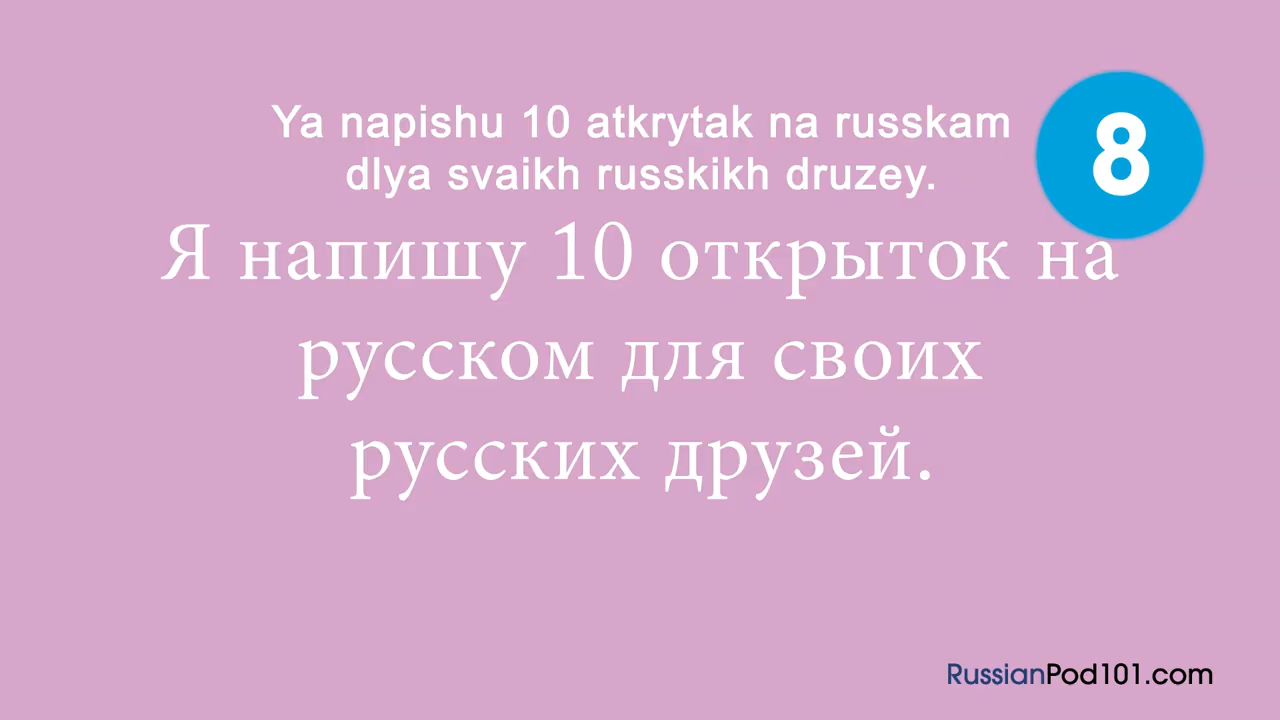 Ya napishu 10 atkrytak na russkam
dlya svaikh russkikh druzey.
8
Я напишу 10 открыток на
русском для своих
русских друзей.
RussianPod101.com